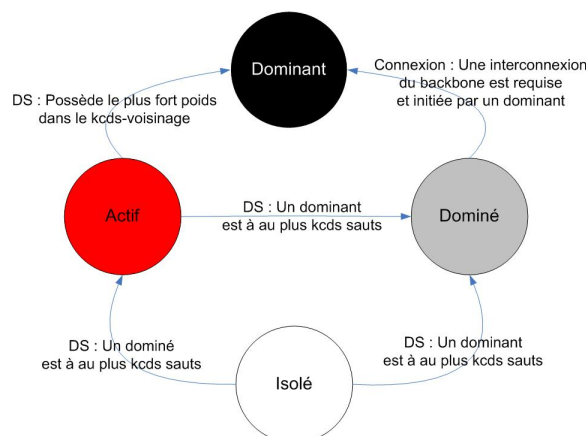 Dominant
Connexion : Une interconnexion
du backbone est requise
et initiée par un dominant
DS : Possède le plus fort poids
dans le kcds-voisinage
Actif
DS : Un dominant
est à au plus kcds sauts
Dominé
DS : Un dominé
est à au plus kcds sauts
DS : Un dominant
est à au plus kcds sauts
Isolé